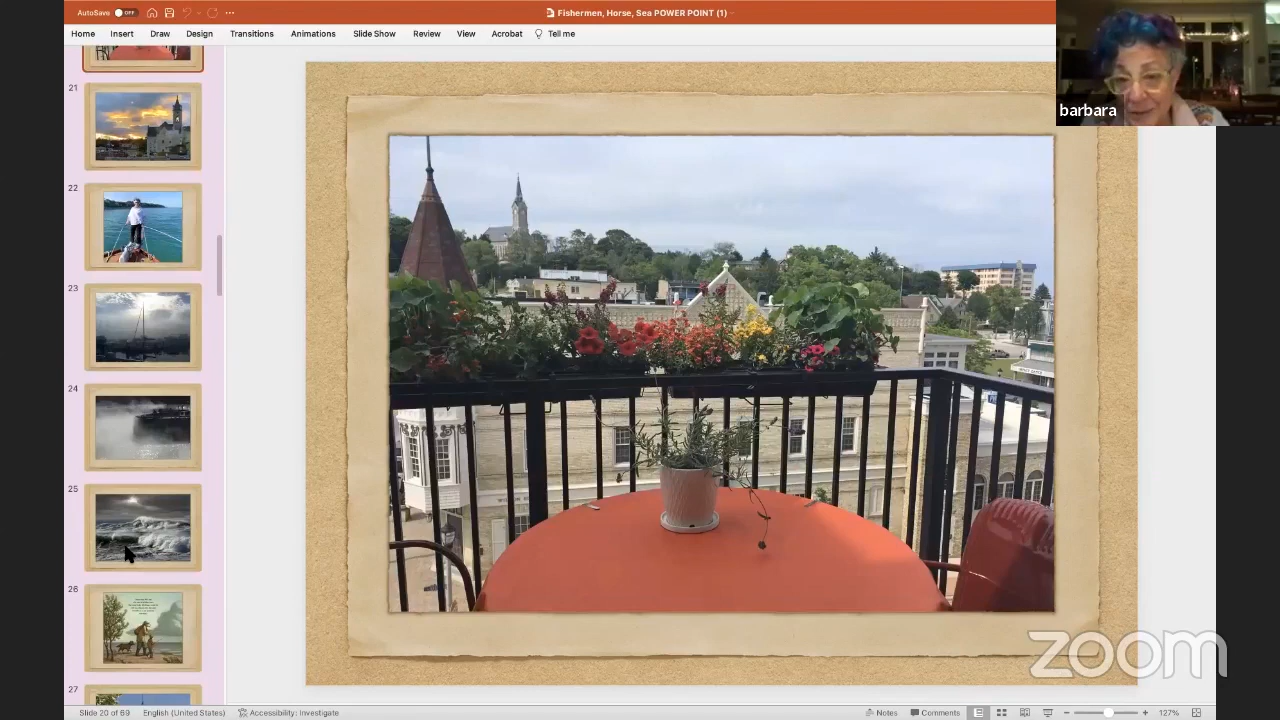 AutoSave OFF
Fishermen, Horse, Sea POWER POINT (1)
Home Insert Draw Design Transitions Animations Slide Show Review View Acrobat Tell me
barbara
21
22
23
24
25
26
27
zoom
Slide 20 of 69 English (United States) Accessibility: Investigate Notes Comments 127%